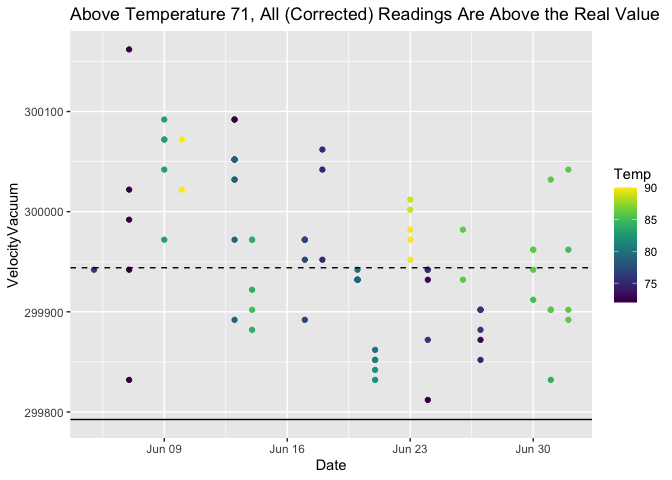 Above Temperature 71, All (Corrected) Readings Are Above the Real Value
VelocityVacuum
300100
300000
299900
299800
Jun 09 Jun 16 Jun 23 Jun 30
Date
Temp
90
85
80
75